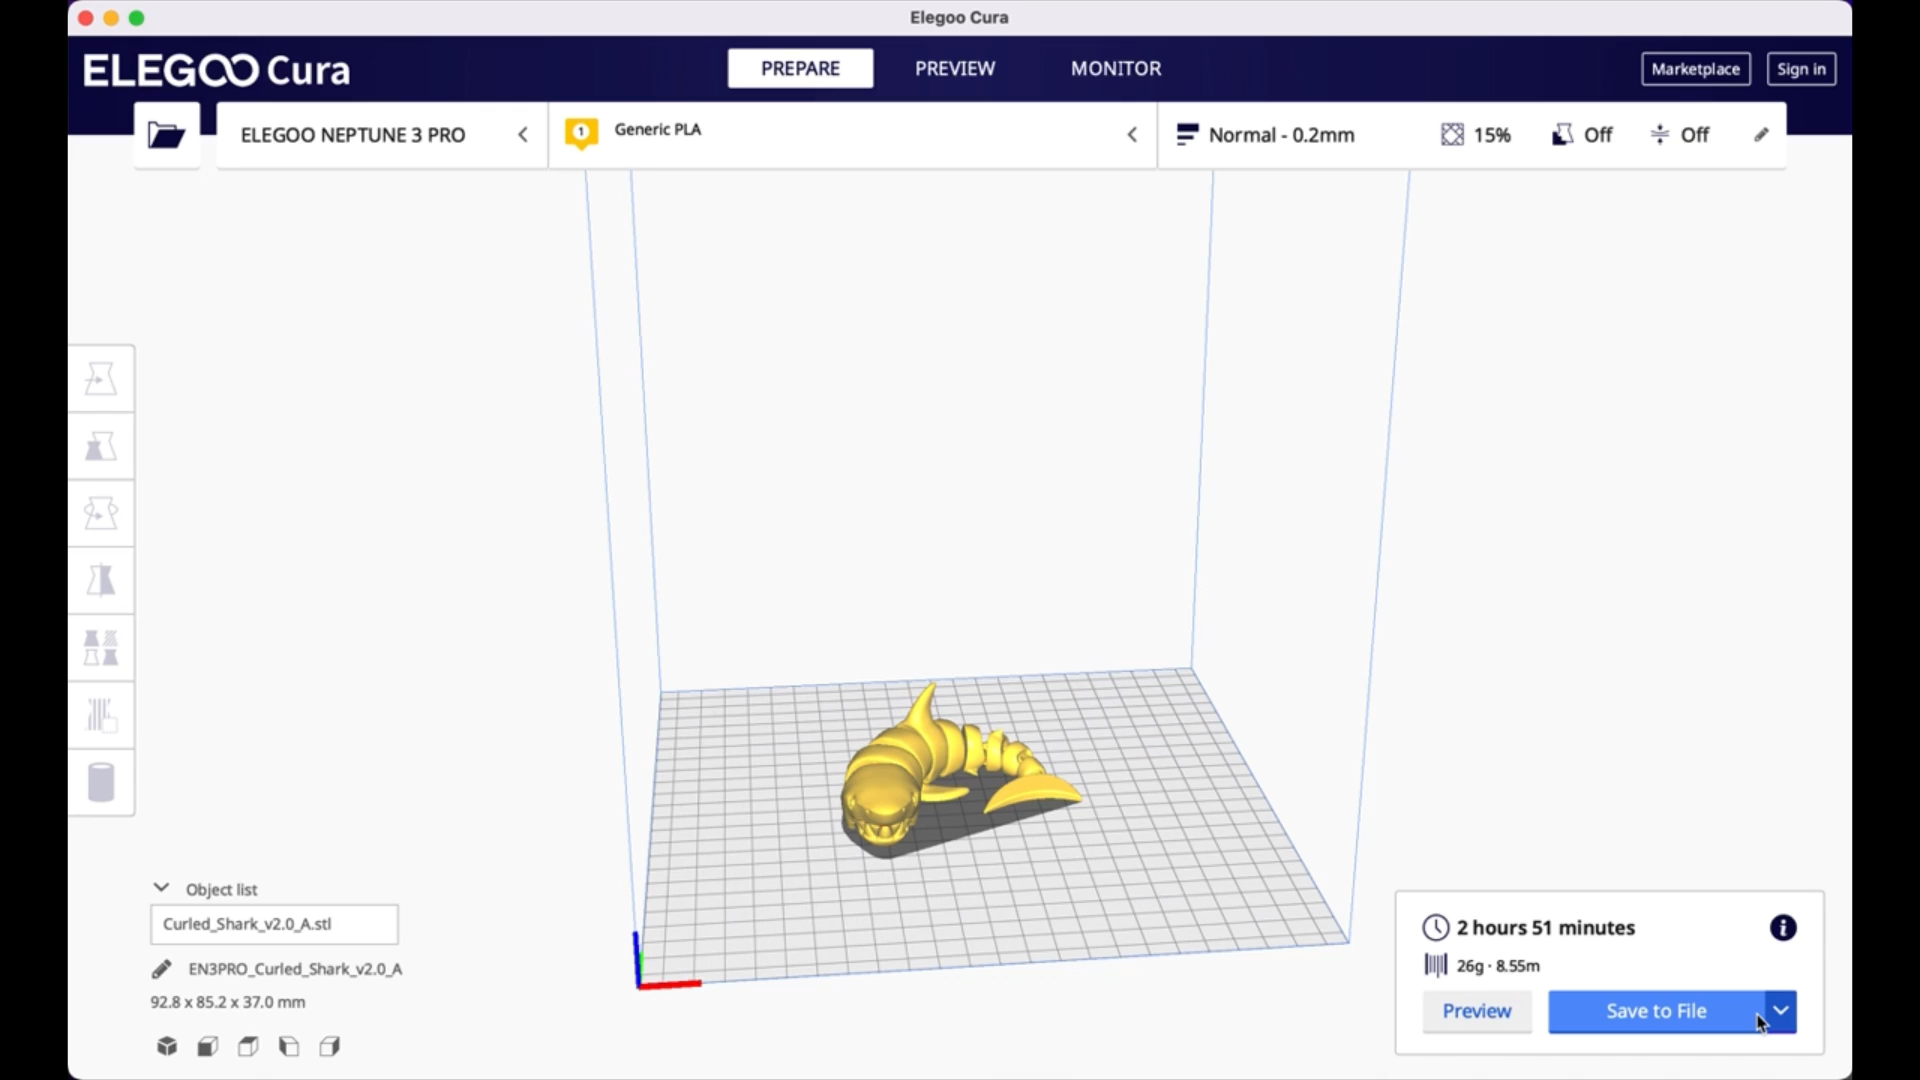 Elegoo Cura
ELEGOO Cura
PREPARE
PREVIEW
MONITOR
Marketplace
Sign in
ELEGOO NEPTUNE 3 PRO
1
Generic PLA
Normal - 0.2mm
15%
Off
Off
Object list
Curled_Shark_v2.0_A.stl
EN3PRO_Curled_Shark_v2.0_A
92.8 x 85.2 x 37.0 mm
2 hours 51 minutes
26g · 8.55m
Preview
Save to File